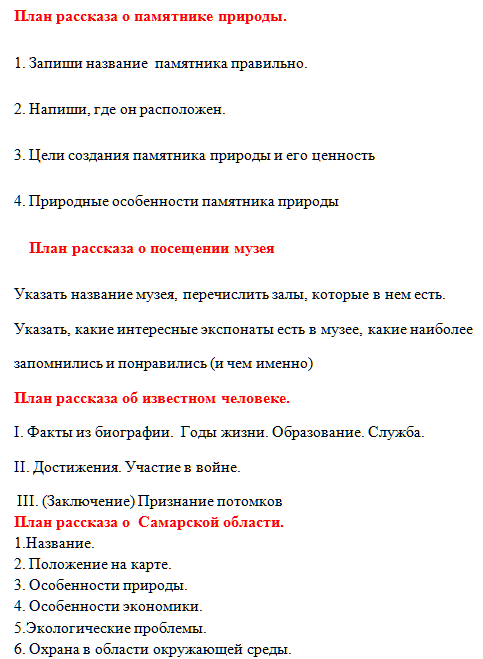 План рассказа о памятнике природы.
1. Запиши название памятника правильно.
2. Напиши, где он расположен.
3. Цели создания памятника природы и его ценность
4. Природные особенности памятника природы
План рассказа о посещении музея
Указать название музея, перечислить залы, которые в нем есть.
Указать, какие интересные экспонаты есть в музее, какие наиболее
запомнились и понравились (и чем именно)
План рассказа об известном человеке.
I. Факты из биографии. Годы жизни. Образование. Служба.
II. Достижения. Участие в войне.
III. (Заключение) Признание потомков
План рассказа о Самарской области.
1.Название.
2. Положение на карте.
3. Особенности природы.
4. Особенности экономики.
5.Экологические проблемы.
6. Охрана в области окружающей среды.